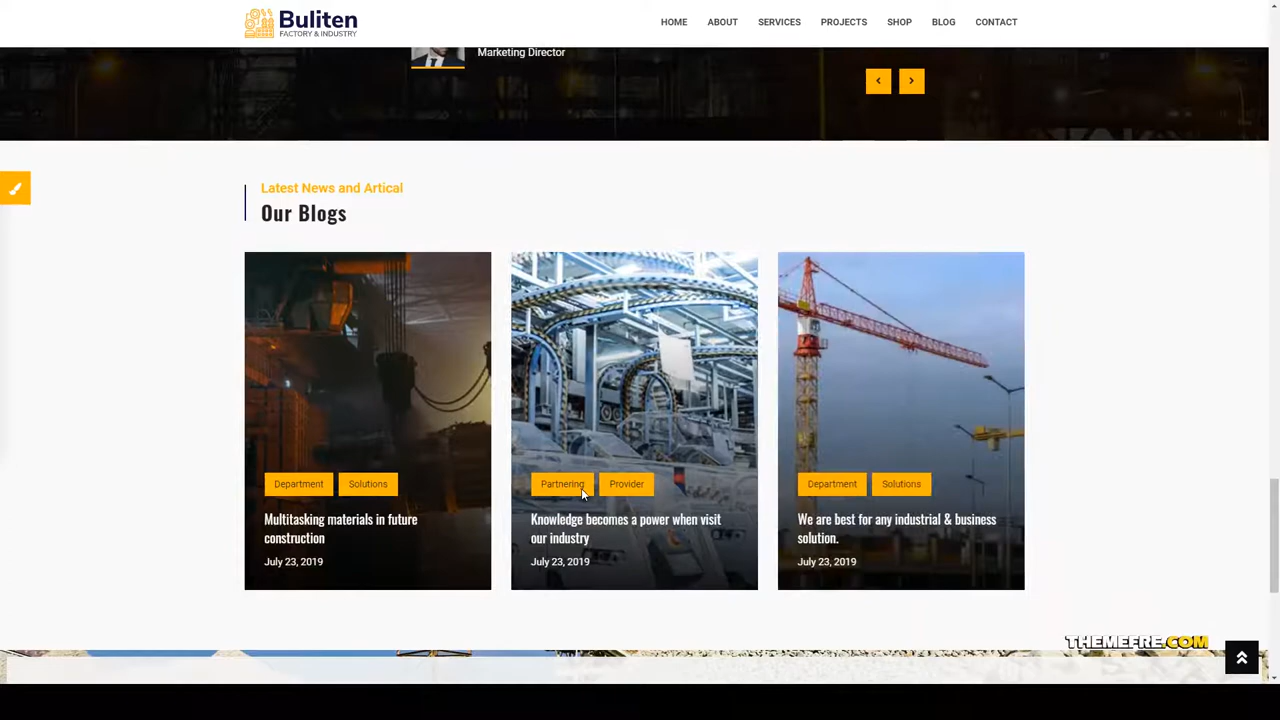 Buliten
FACTORY & INDUSTRY
HOME ABOUT SERVICES PROJECTS SHOP BLOG CONTACT
Marketing Director
Latest News and Artical
Our Blogs
Department Solutions
Multitasking materials in future
construction
July 23, 2019
Partnering Provider
Knowledge becomes a power when visit
our industry
July 23, 2019
Department Solutions
We are best for any industrial & business
solution.
July 23, 2019
THEMEFRE.COM